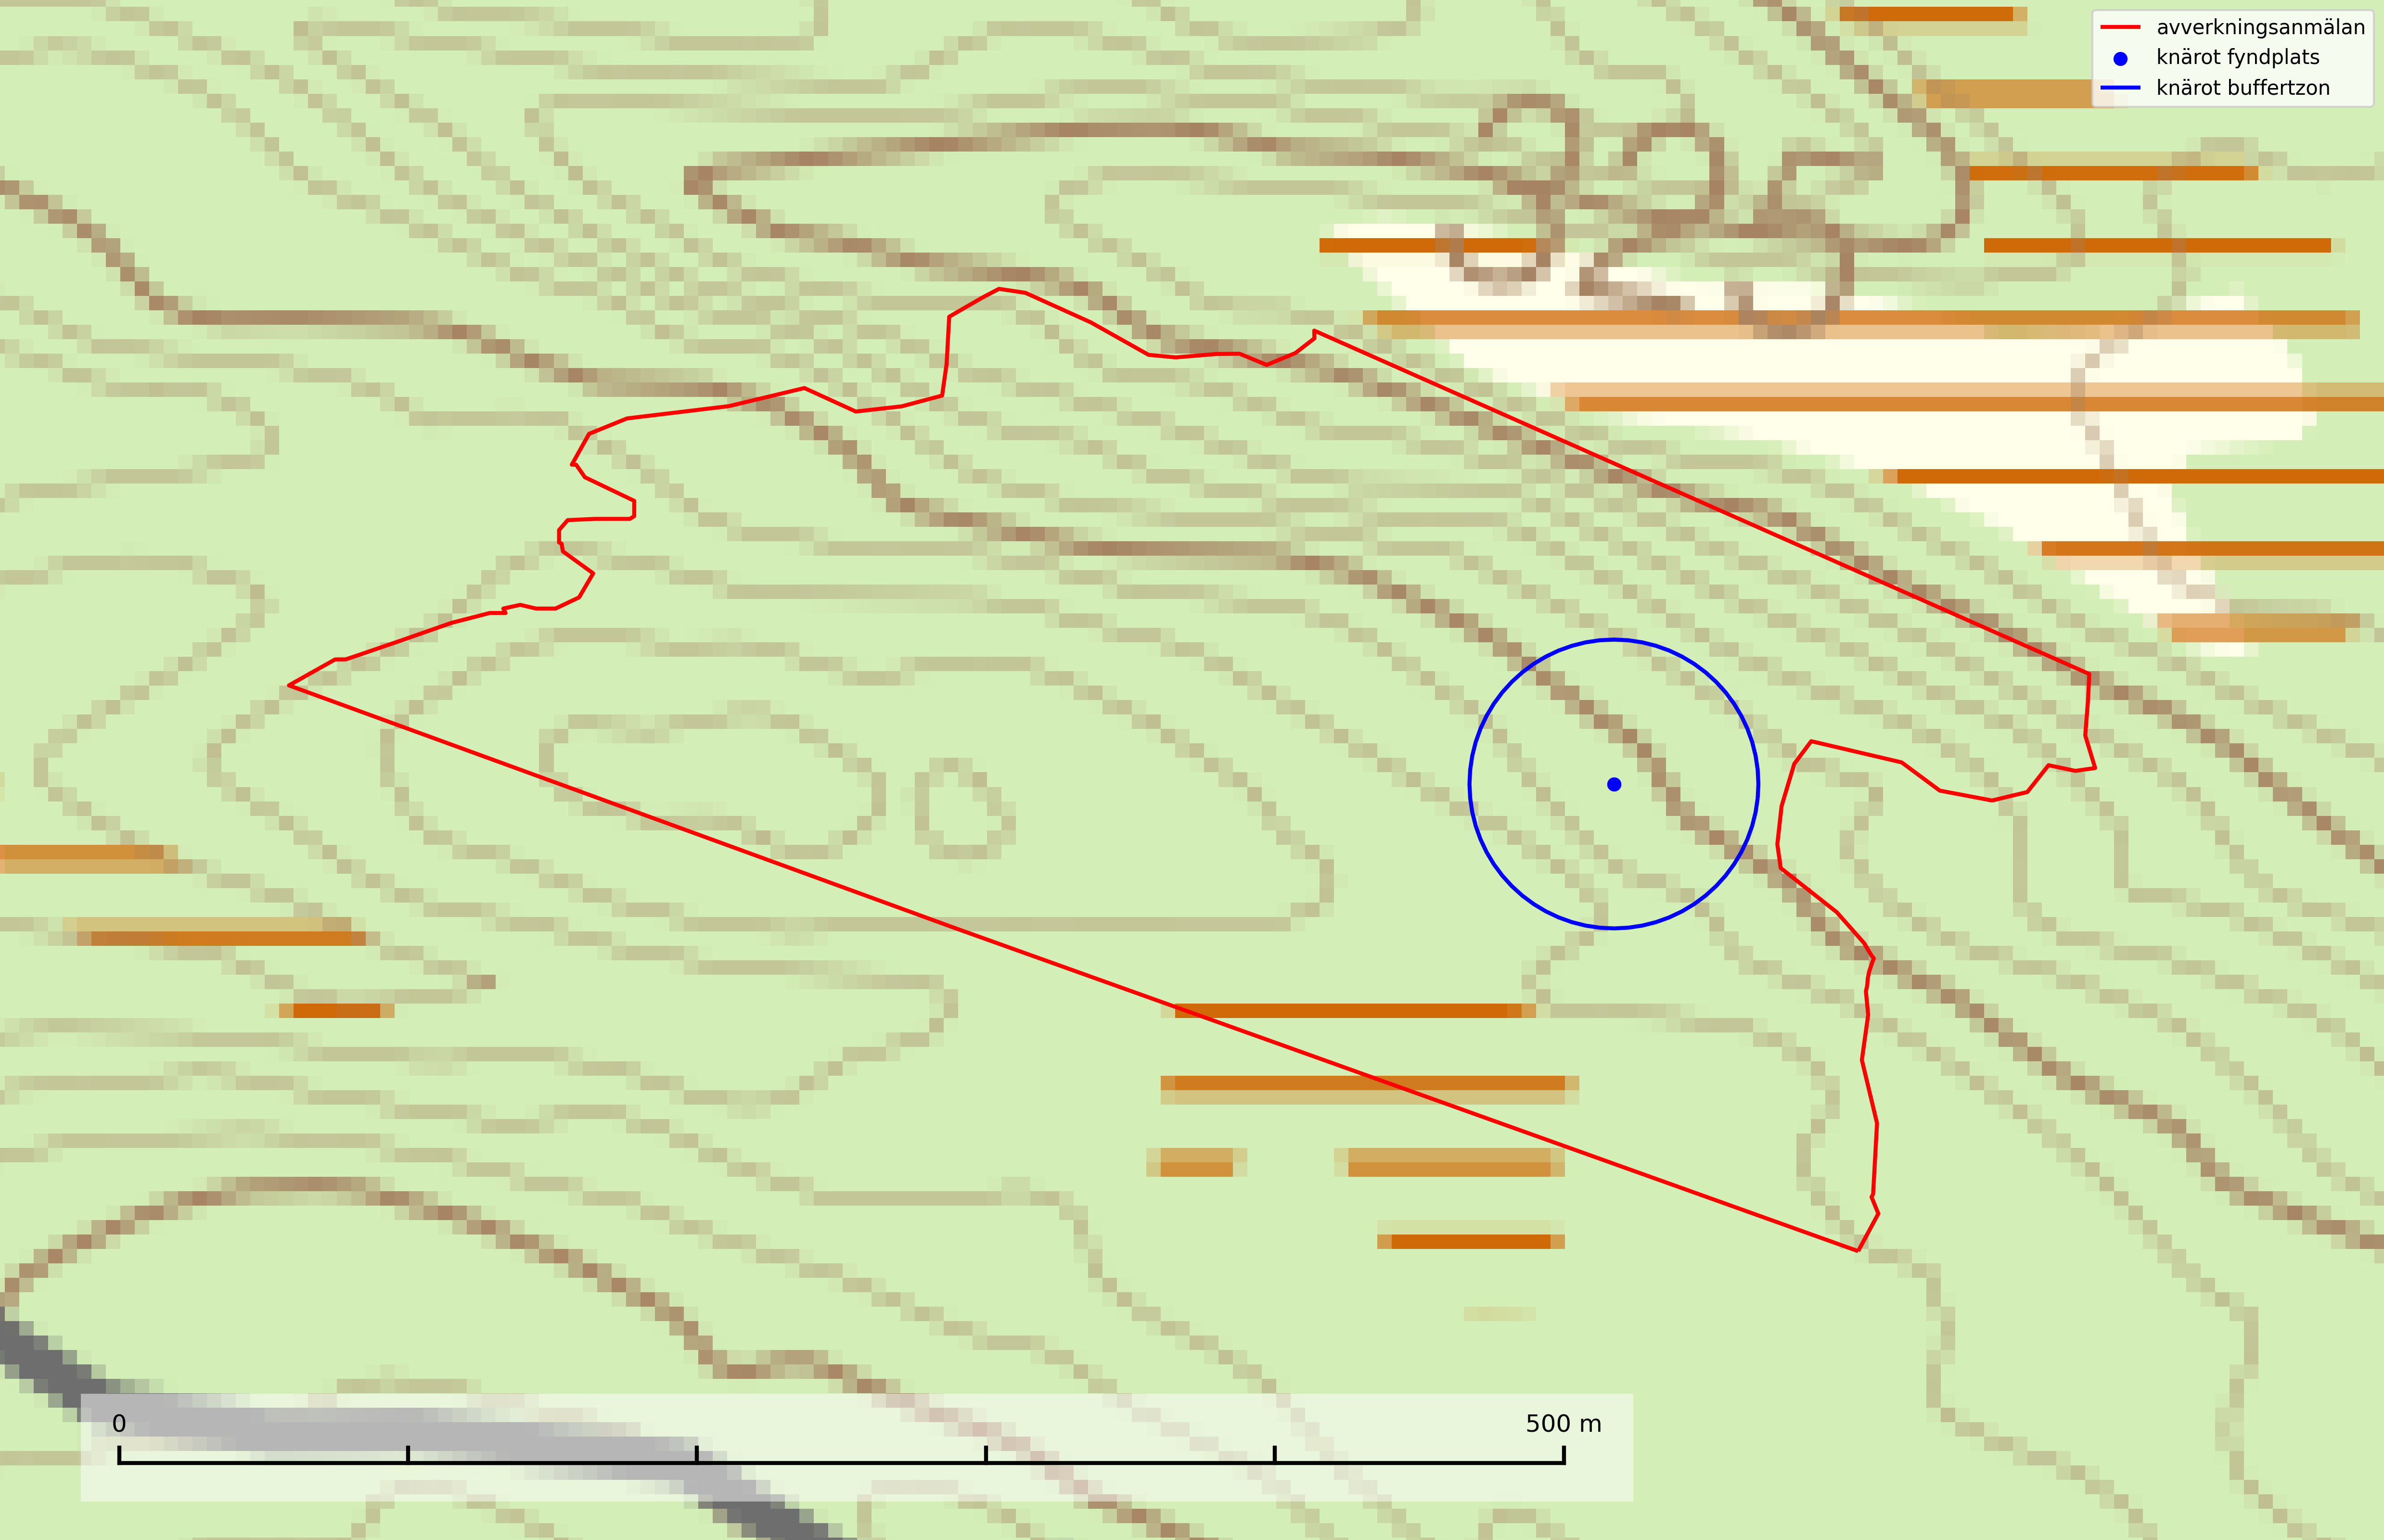 avverkningsanmälan
knärot fyndplats
knärot buffertzon
0 500 m